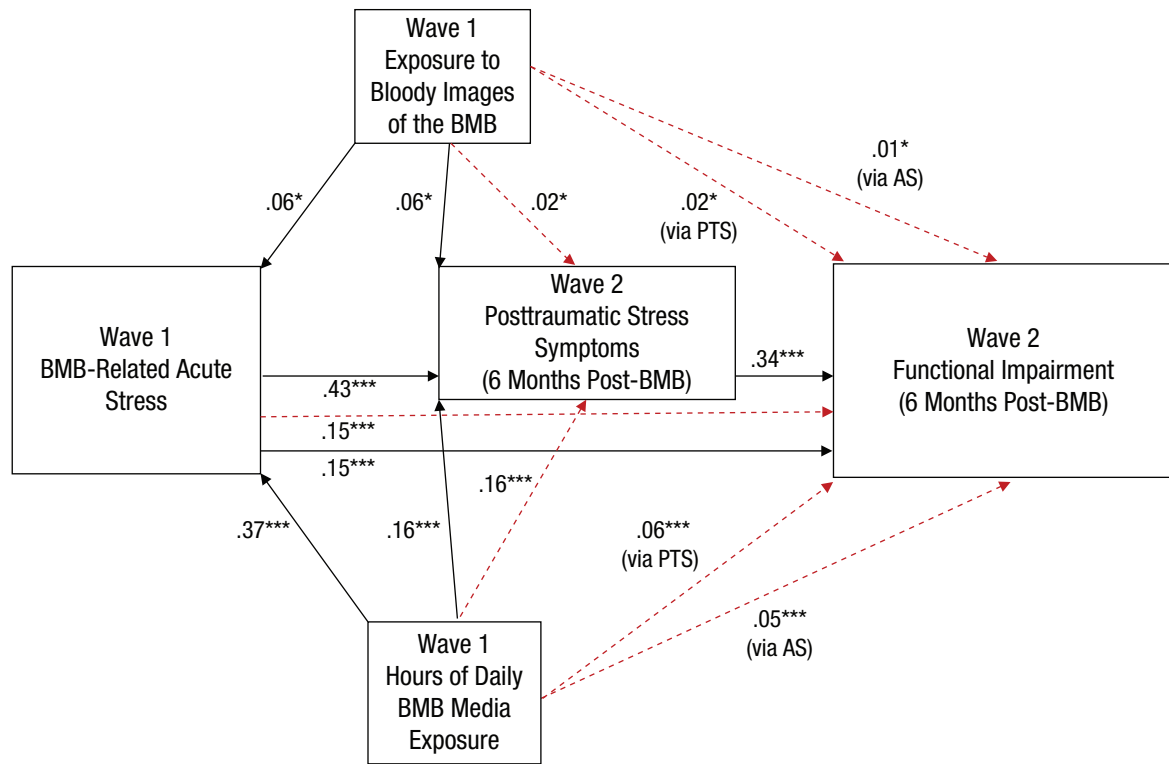 Wave 1
Exposure to
Bloody Images
of the BMB
.06*
.06*
.02*
.02*
(via PTS)
.01*
(via AS)
Wave 1
BMB-Related Acute
Stress
Wave 2
Posttraumatic Stress
Symptoms
(6 Months Post-BMB)
Wave 2
Functional Impairment
(6 Months Post-BMB)
.34***
.43***
.15***
.15***
.37***
.16***
.16***
.06***
(via PTS)
.05***
(via AS)
Wave 1
Hours of Daily
BMB Media
Exposure